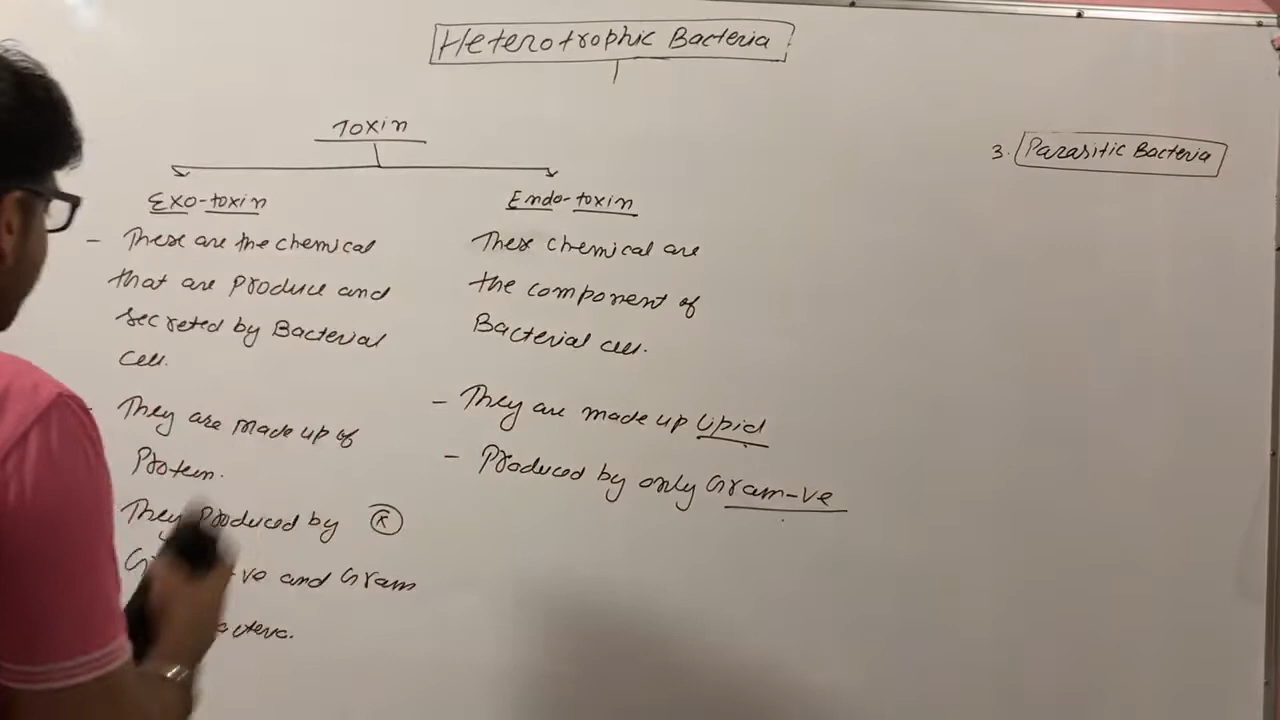 Heterotrophic Bacteria
Toxin
3. Parasitic Bacteria
Exo-toxin
- These are the chemical
that are produce and
secreted by Bacterial
cell.
- They are made up of
Protein.
They Produced by
and Gram
Endo-toxin
These chemical are
the component of
Bacterial cell.
- They are made up lipid
- Produced by only Gram-ve